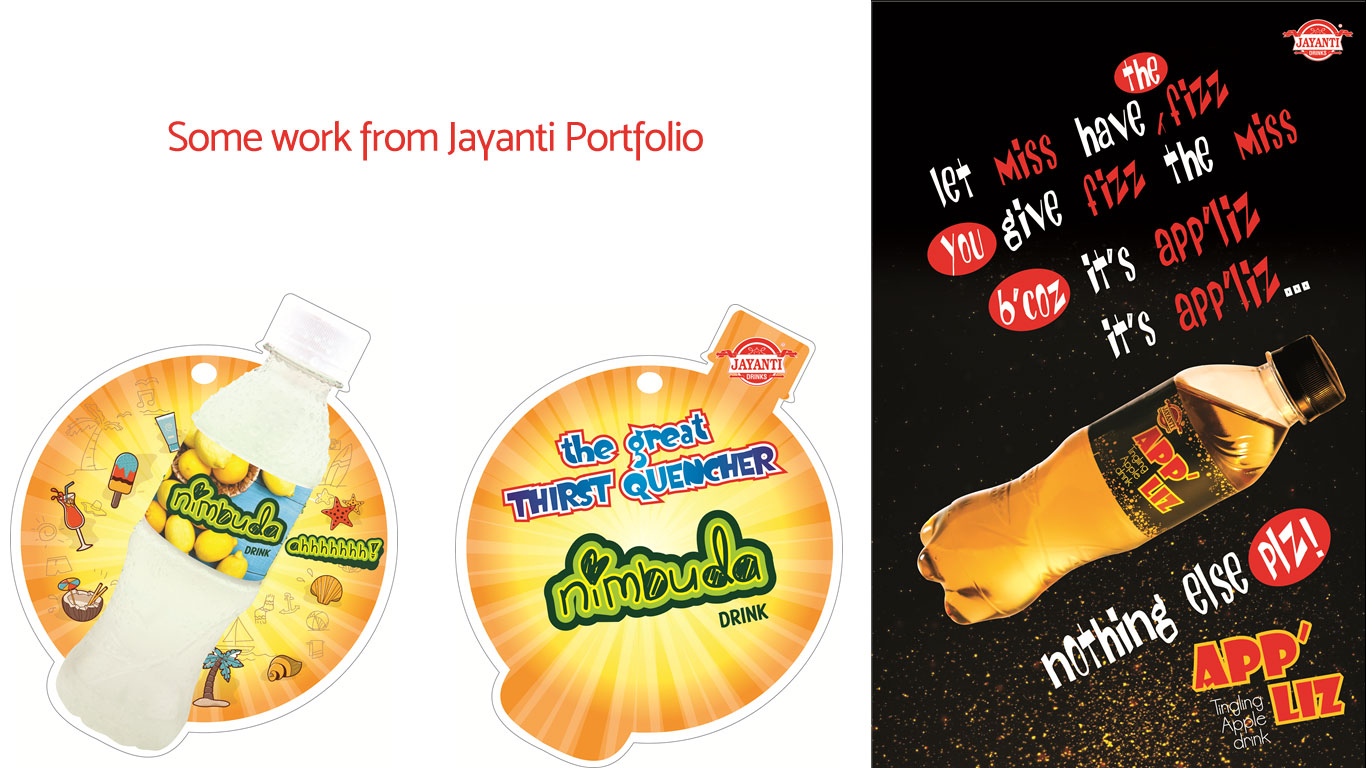 Some work from Jayanti Portfolio
nimbuda
DRINK
ahhhhhhh!
JAYANTI
DRINKS
the great
THIRST QUENCHER
nimbuda
DRINK
JAYANTI
DRINKS
the
let miss have fizz
you give fizz the miss
b'coz it's app'liz
it's app'liz...
JAYANTI
APP'
LIZ
Tingling
Apple
drink
nothing else plz!
APP'
LIZ
Tingling
Apple
drink